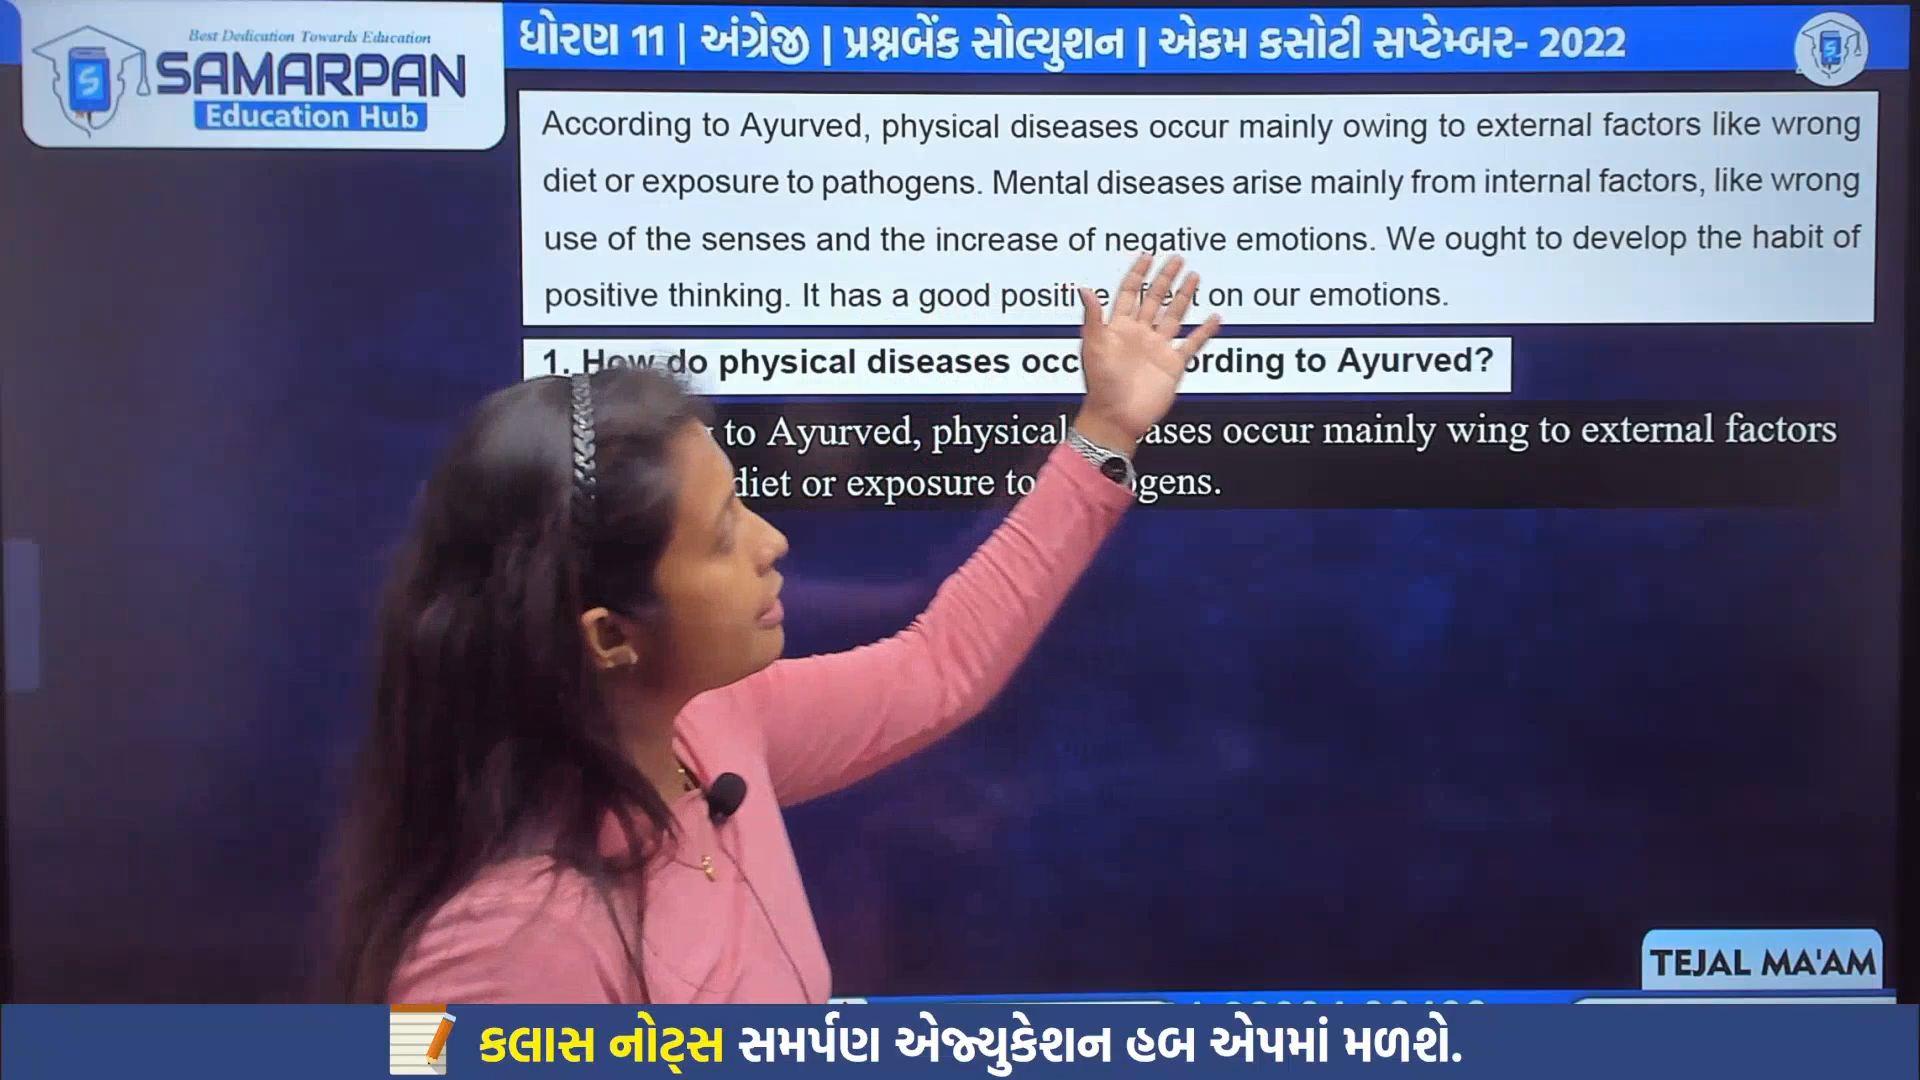 Best Dedication Towards Education
SAMARPAN
Education Hub
ધોરણ 11 | અંગ્રેજી | પ્રશ્નબેંક સોલ્યુશન | એકમ કસોટી સપ્ટેમ્બર- 2022
According to Ayurved, physical diseases occur mainly owing to external factors like wrong
diet or exposure to pathogens. Mental diseases arise mainly from internal factors, like wrong
use of the senses and the increase of negative emotions. We ought to develop the habit of
positive thinking. It has a good positive on our emotions.
1. How do physical diseases to Ayurved?
to Ayurved, physical occur mainly wing to external factors
diet or exposure to
TEJAL MA'AM
કલાસ નોટ્સ સમર્પણ એજ્યુકેશન હબ એપમાં મળશે.